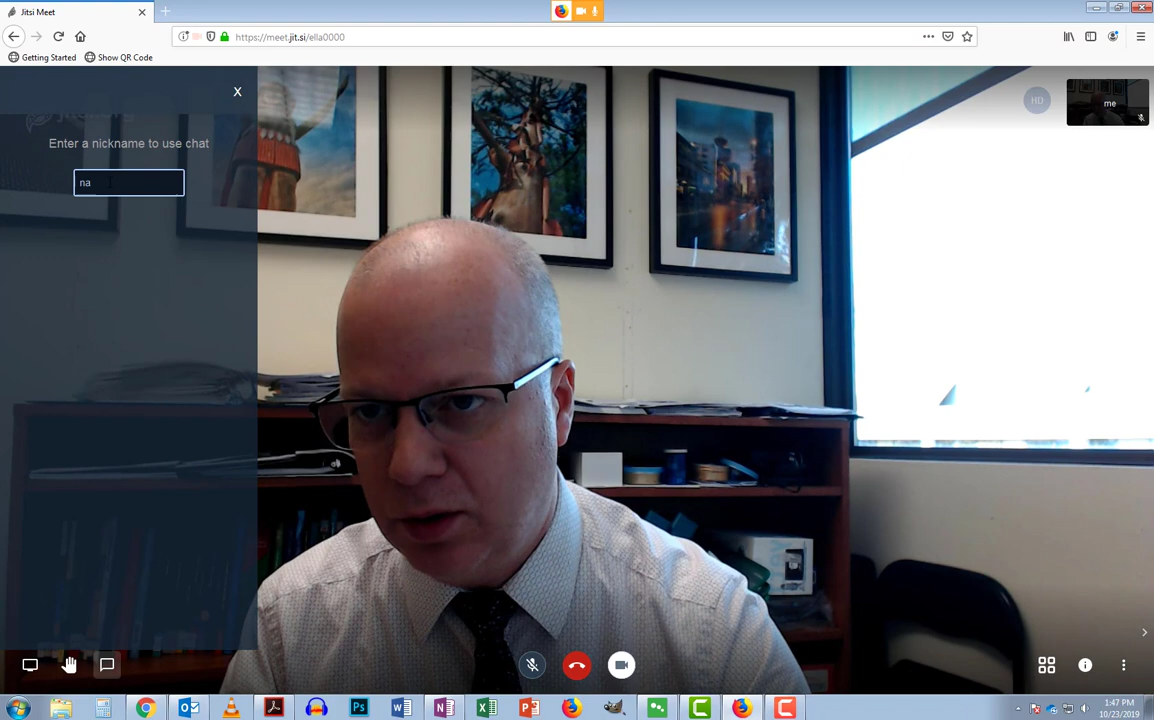 Jitsi Meet
https://meet.jit.si/ella0000
Getting Started
Show QR Code
X
Enter a nickname to use chat
na
HD
me
1:47 PM
10/23/2019